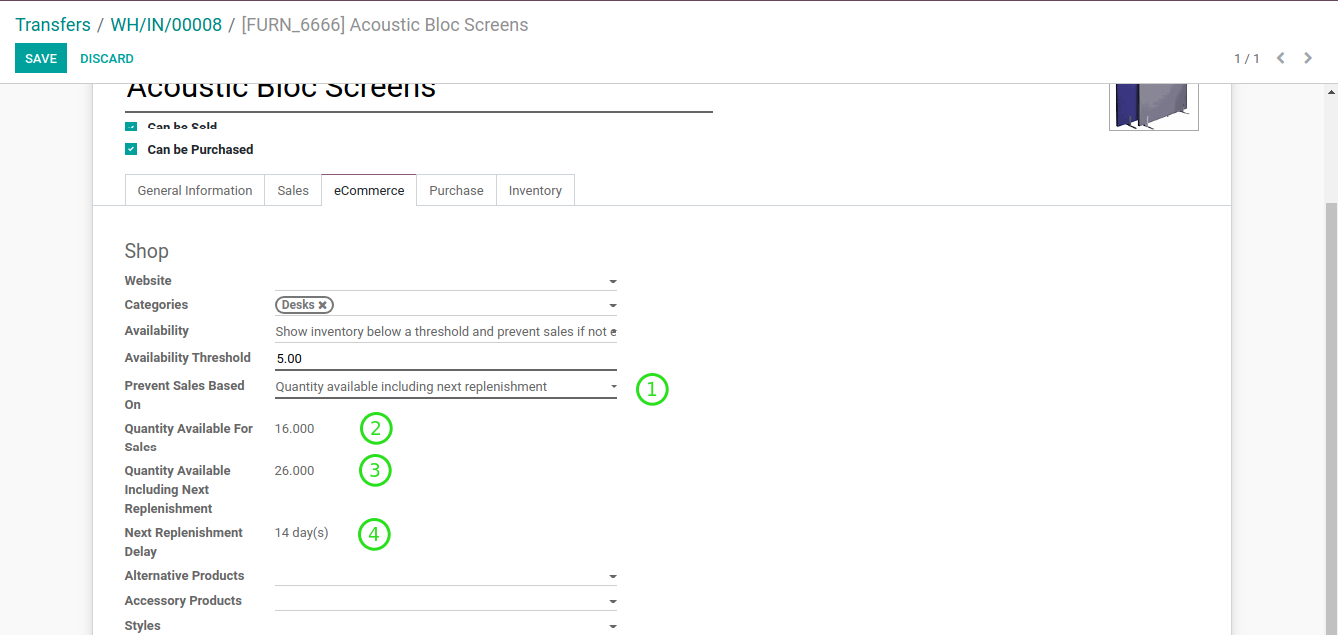 Transfers / WH/IN/00008 / [FURN_6666] Acoustic Bloc Screens
SAVE DISCARD 1 / 1
Acoustic Bloc Screens
Can be Sold
Can be Purchased
General Information Sales eCommerce Purchase Inventory
Shop
Website
Categories Desks ✖
Availability Show inventory below a threshold and prevent sales if not e
Availability Threshold 5.00
Prevent Sales Based On Quantity available including next replenishment 1
Quantity Available For Sales 16.000 2
Quantity Available Including Next Replenishment 26.000 3
Next Replenishment Delay 14 day(s) 4
Alternative Products
Accessory Products
Styles